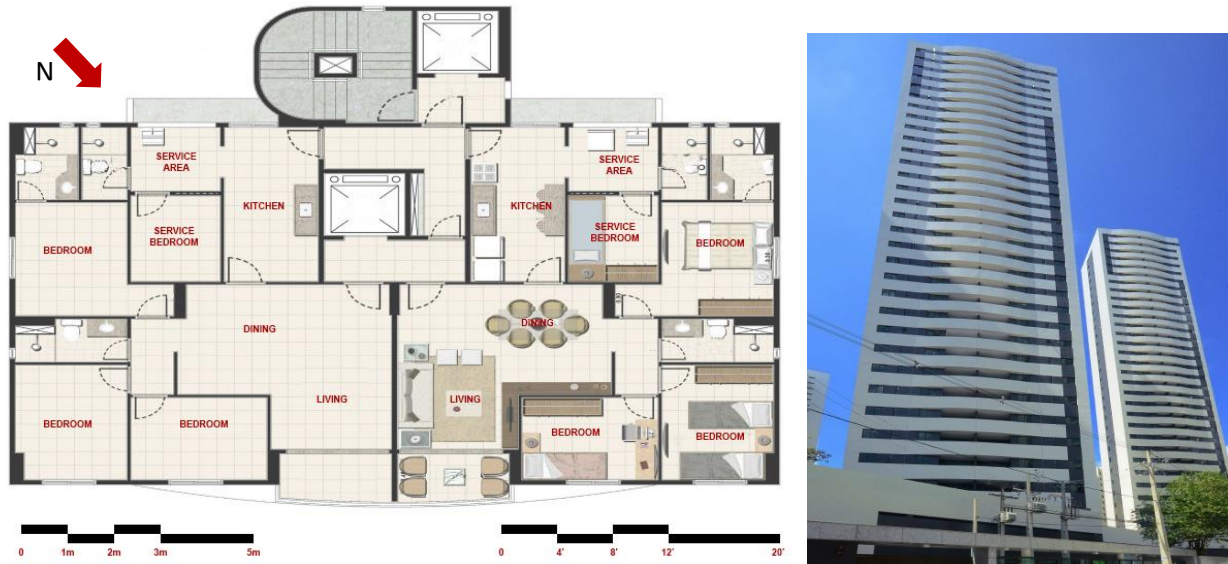 N
SERVICE
AREA
KITCHEN
SERVICE
BEDROOM
BEDROOM
DINING
LIVING
BEDROOM
BEDROOM
SERVICE
AREA
KITCHEN
SERVICE
BEDROOM
BEDROOM
DINING
LIVING
BEDROOM
BEDROOM
0 1m 2m 3m 5m
0 4' 8' 12' 20'